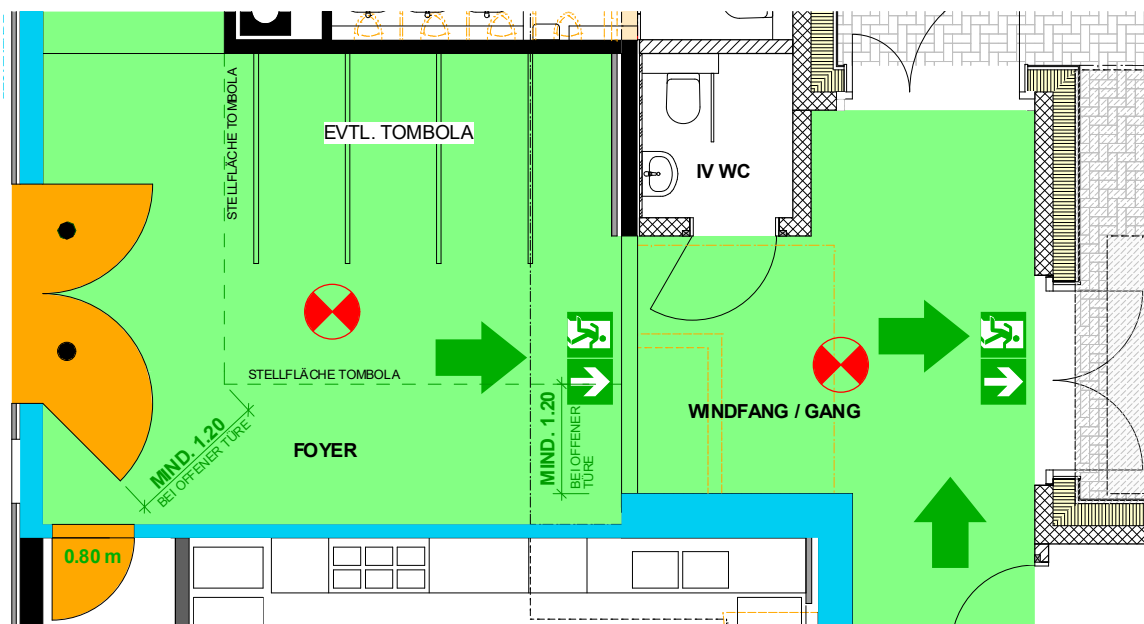 EVTL. TOMBOLA
STELLFLÄCHE TOMBOLA
IV WC
STELLFLÄCHE TOMBOLA
MIND. 1.20
BEI OFFENER TÜRE
MIND. 1.20
BEI OFFENER
TÜRE
WINDFANG / GANG
FOYER
0.80 m